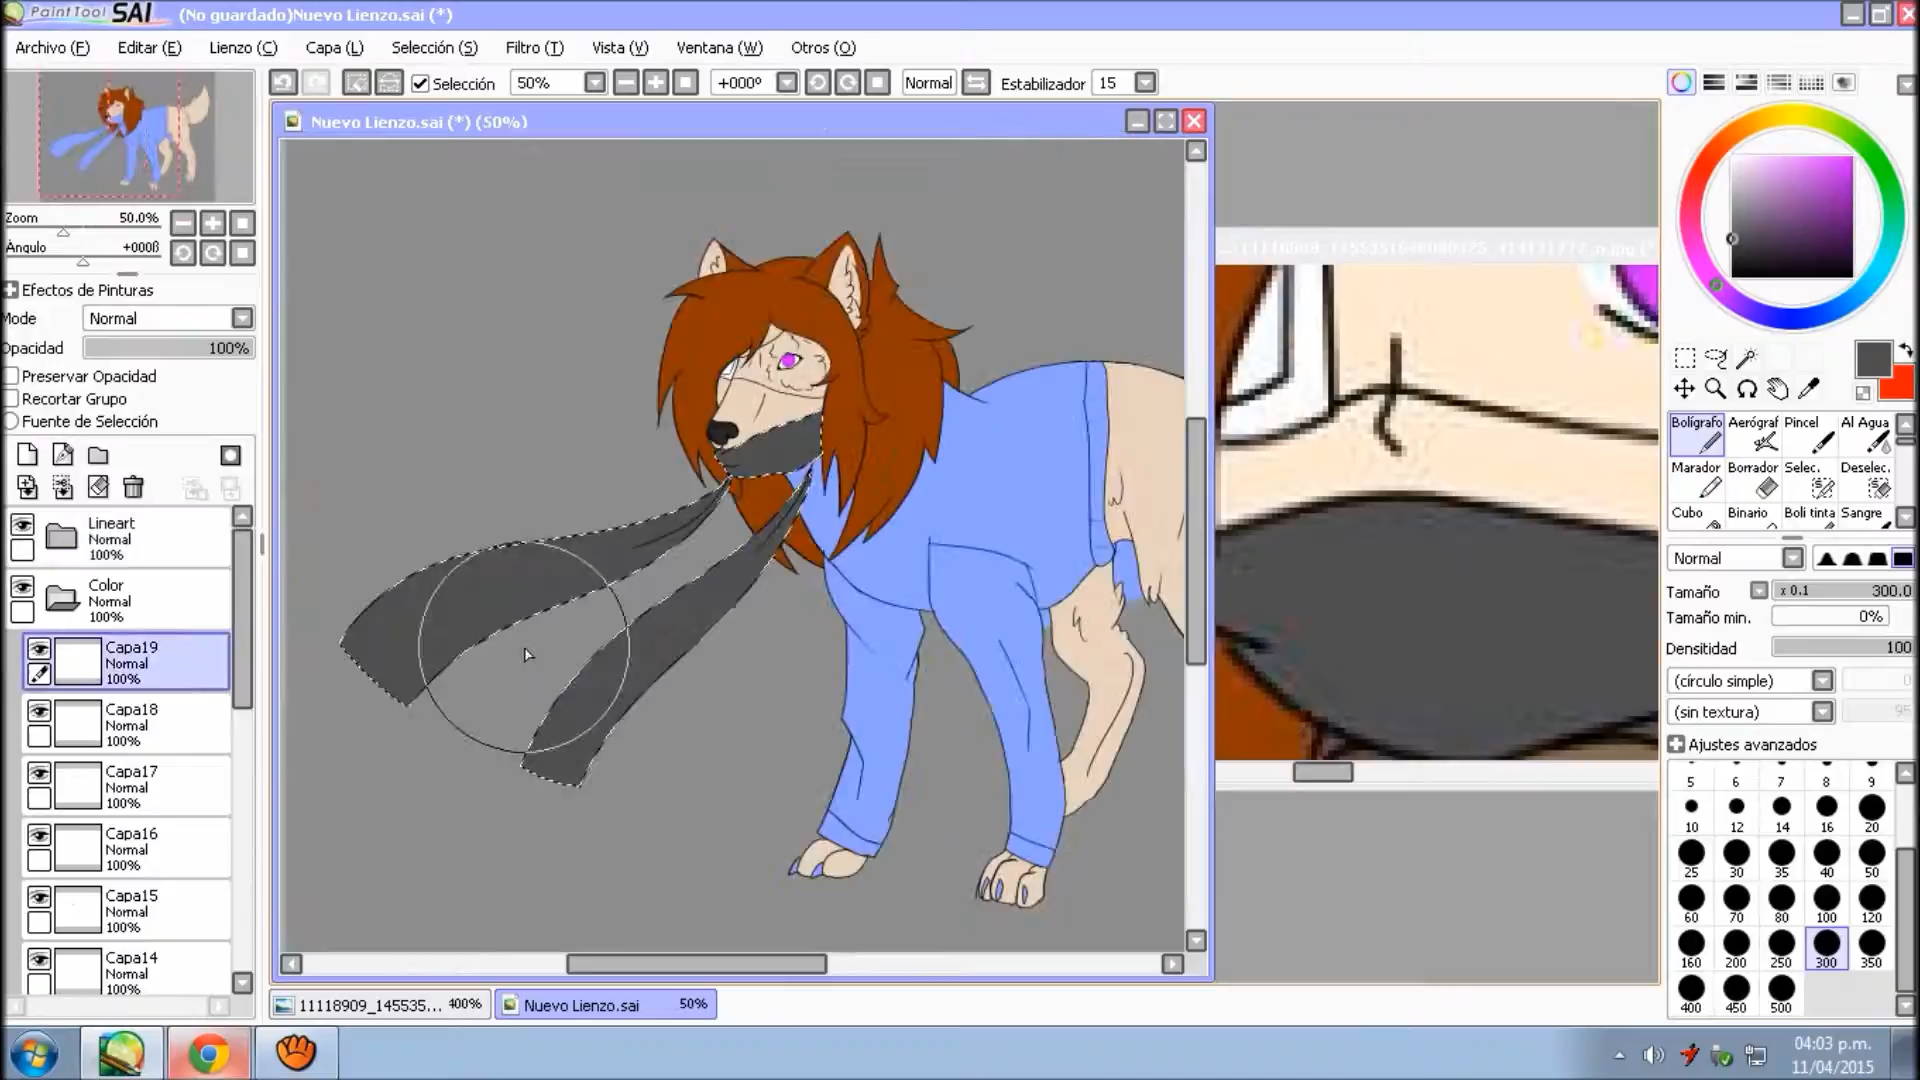 PaintTool SAI (No guardado)Nuevo Lienzo.sai (*)
Archivo (F) Editar (E) Lienzo (C) Capa (L) Selección (S) Filtro (T) Vista (V) Ventana (W) Otros (O)
Selección 50% +000º Normal Estabilizador 15
Nuevo Lienzo.sai (*) (50%)
Zoom 50.0%
Ángulo +000ß
Efectos de Pinturas
Mode Normal
Opacidad 100%
Preservar Opacidad
Recortar Grupo
Fuente de Selección
Lineart
Normal
100%
Color
Normal
100%
Capa19
Normal
100%
Capa18
Normal
100%
Capa17
Normal
100%
Capa16
Normal
100%
Capa15
Normal
100%
Capa14
Normal
100%
Bolígrafo Aerógraf Pincel Al Agua
Marador Borrador Selec. Deselec.
Cubo Binario Boli tinta Sangre
Normal
Tamaño x 0.1 300.0
Tamaño min. 0%
Densitidad 100
(círculo simple) 0
(sin textura) 95
Ajustes avanzados
5 6 7 8 9
10 12 14 16 20
25 30 35 40 50
60 70 80 100 120
160 200 250 300 350
400 450 500
11118909_145535... 400% Nuevo Lienzo.sai 50%
04:03 p.m.
11/04/2015